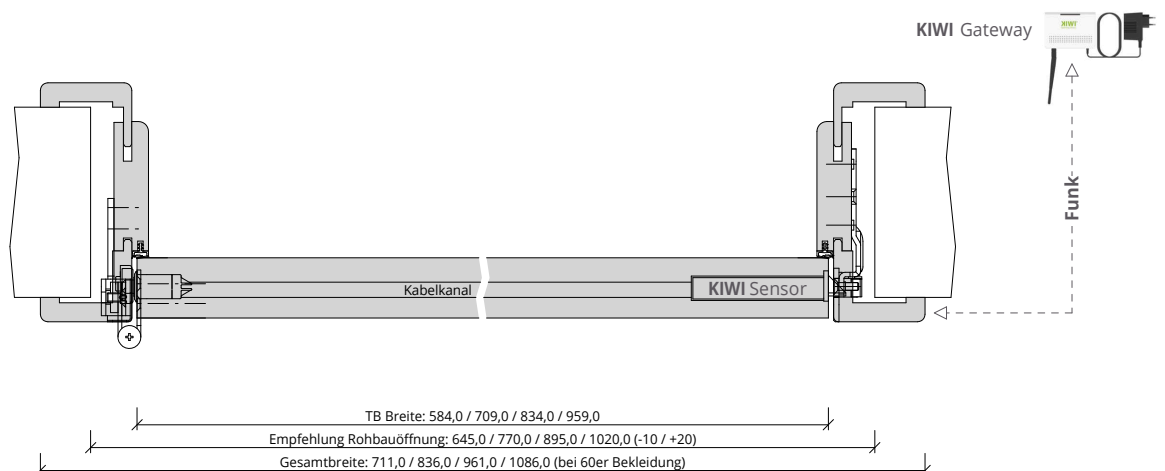 KIWI Gateway
KIWI
Funk
Kabelkanal
KIWI Sensor
TB Breite: 584,0 / 709,0 / 834,0 / 959,0
Empfehlung Rohbauöffnung: 645,0 / 770,0 / 895,0 / 1020,0 (-10 / +20)
Gesamtbreite: 711,0 / 836,0 / 961,0 / 1086,0 (bei 60er Bekleidung)